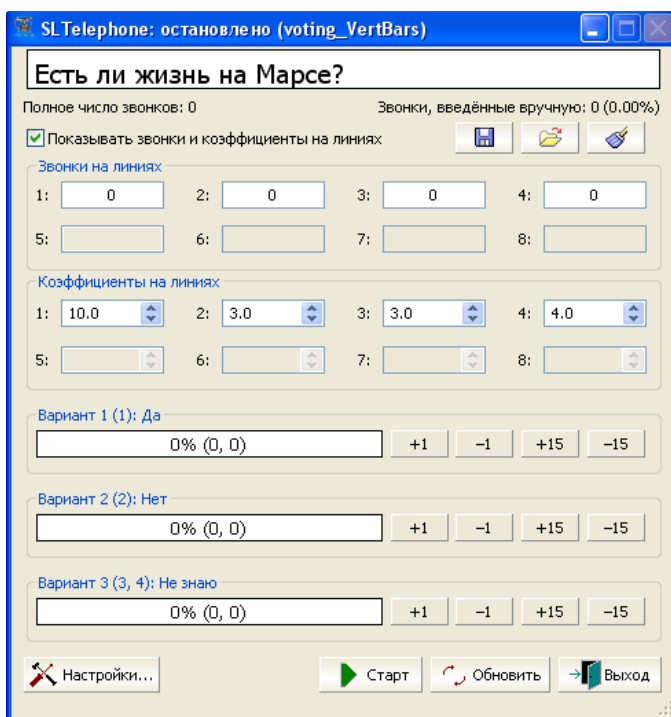 SLTelephone: остановлено (voting_VertBars)
Есть ли жизнь на Марсе?
Полное число звонков: 0 Звонки, введённые вручную: 0 (0.00%)
Показывать звонки и коэффициенты на линиях
Звонки на линиях
1: 0 2: 0 3: 0 4: 0
5: 6: 7: 8:
Коэффициенты на линиях
1: 10.0 2: 3.0 3: 3.0 4: 4.0
5: 6: 7: 8:
Вариант 1 (1): Да
0% (0, 0) +1 −1 +15 −15
Вариант 2 (2): Нет
0% (0, 0) +1 −1 +15 −15
Вариант 3 (3, 4): Не знаю
0% (0, 0) +1 −1 +15 −15
Настройки... Старт Обновить Выход